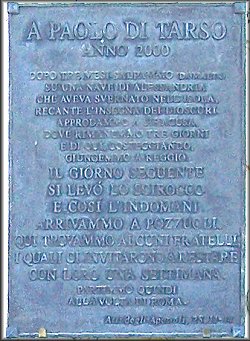 A PAOLO DI TARSO
ANNO 2000
DOPO TRE MESI SALPAMMO
SU UNA NAVE DI ALESSANDRIA
CHE AVEVA SVERNATO NELL'ISOLA,
RECANTE L'INSEGNA DEI DIOSCURI.
APPRODAMMO A SIRACUSA,
DOVE RIMANEMMO TRE GIORNI
E DI QUI, COSTEGGIANDO,
GIUNGEMMO A REGGIO.
IL GIORNO SEGUENTE
SI LEVÒ LO SCIROCCO
E COSÌ L'INDOMANI
ARRIVAMMO A POZZUOLI.
QUI TROVAMMO ALCUNI FRATELLI
I QUALI CI INVITARONO A RESTARE
CON LORO UNA SETTIMANA.
PARTIMMO QUINDI
ALLA VOLTA DI ROMA.
Atti degli Apostoli,